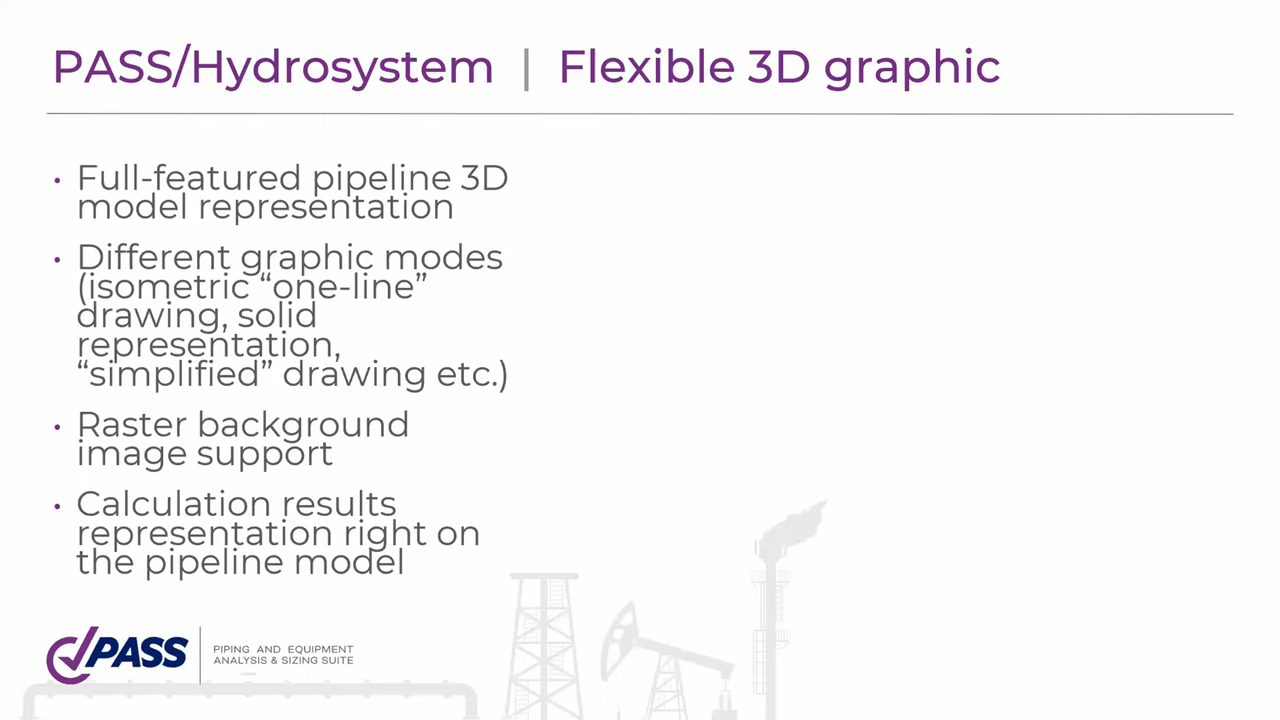 PASS/Hydrosystem | Flexible 3D graphic
• Full-featured pipeline 3D
model representation
• Different graphic modes
(isometric “one-line”
drawing, solid
representation,
“simplified” drawing etc.)
• Raster background
image support
• Calculation results
representation right on
the pipeline model
PASS
PIPING AND EQUIPMENT
ANALYSIS & SIZING SUITE